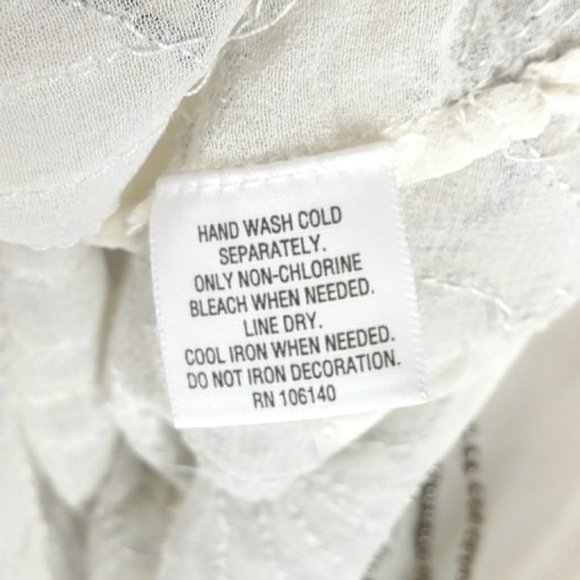 HAND WASH COLD
SEPARATELY.
ONLY NON-CHLORINE
BLEACH WHEN NEEDED.
LINE DRY.
COOL IRON WHEN NEEDED.
DO NOT IRON DECORATION.
RN 106140